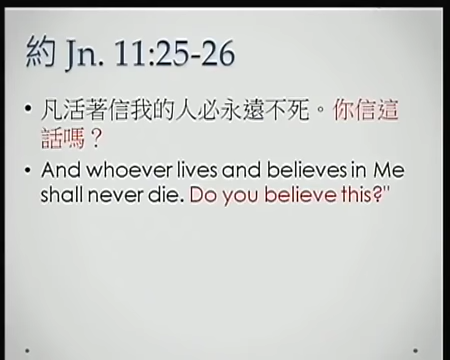 約 Jn. 11:25-26
• 凡活著信我的人必永遠不死。你信這
話嗎？
• And whoever lives and believes in Me
shall never die. Do you believe this?"